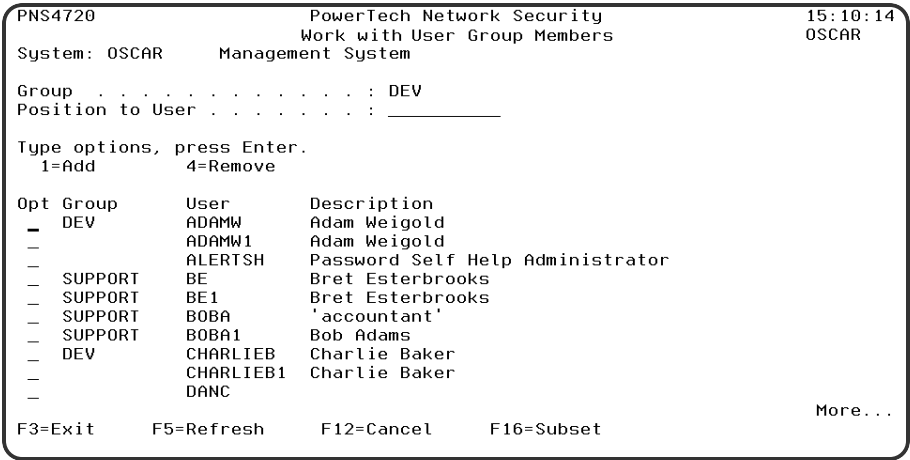 PNS4720 PowerTech Network Security 15:10:14
Work with User Group Members OSCAR
System: OSCAR Management System
Group . . . . . . . . . . . . : DEV
Position to User . . . . . . . : __________
Type options, press Enter.
1=Add 4=Remove
Opt Group User Description
_ DEV ADAMW Adam Weigold
_ ADAMW1 Adam Weigold
_ ALERTSH Password Self Help Administrator
_ SUPPORT BE Bret Esterbrooks
_ SUPPORT BE1 Bret Esterbrooks
_ SUPPORT BOBA 'accountant'
_ SUPPORT BOBA1 Bob Adams
_ DEV CHARLIEB Charlie Baker
_ CHARLIEB1 Charlie Baker
_ DANC
More...
F3=Exit F5=Refresh F12=Cancel F16=Subset